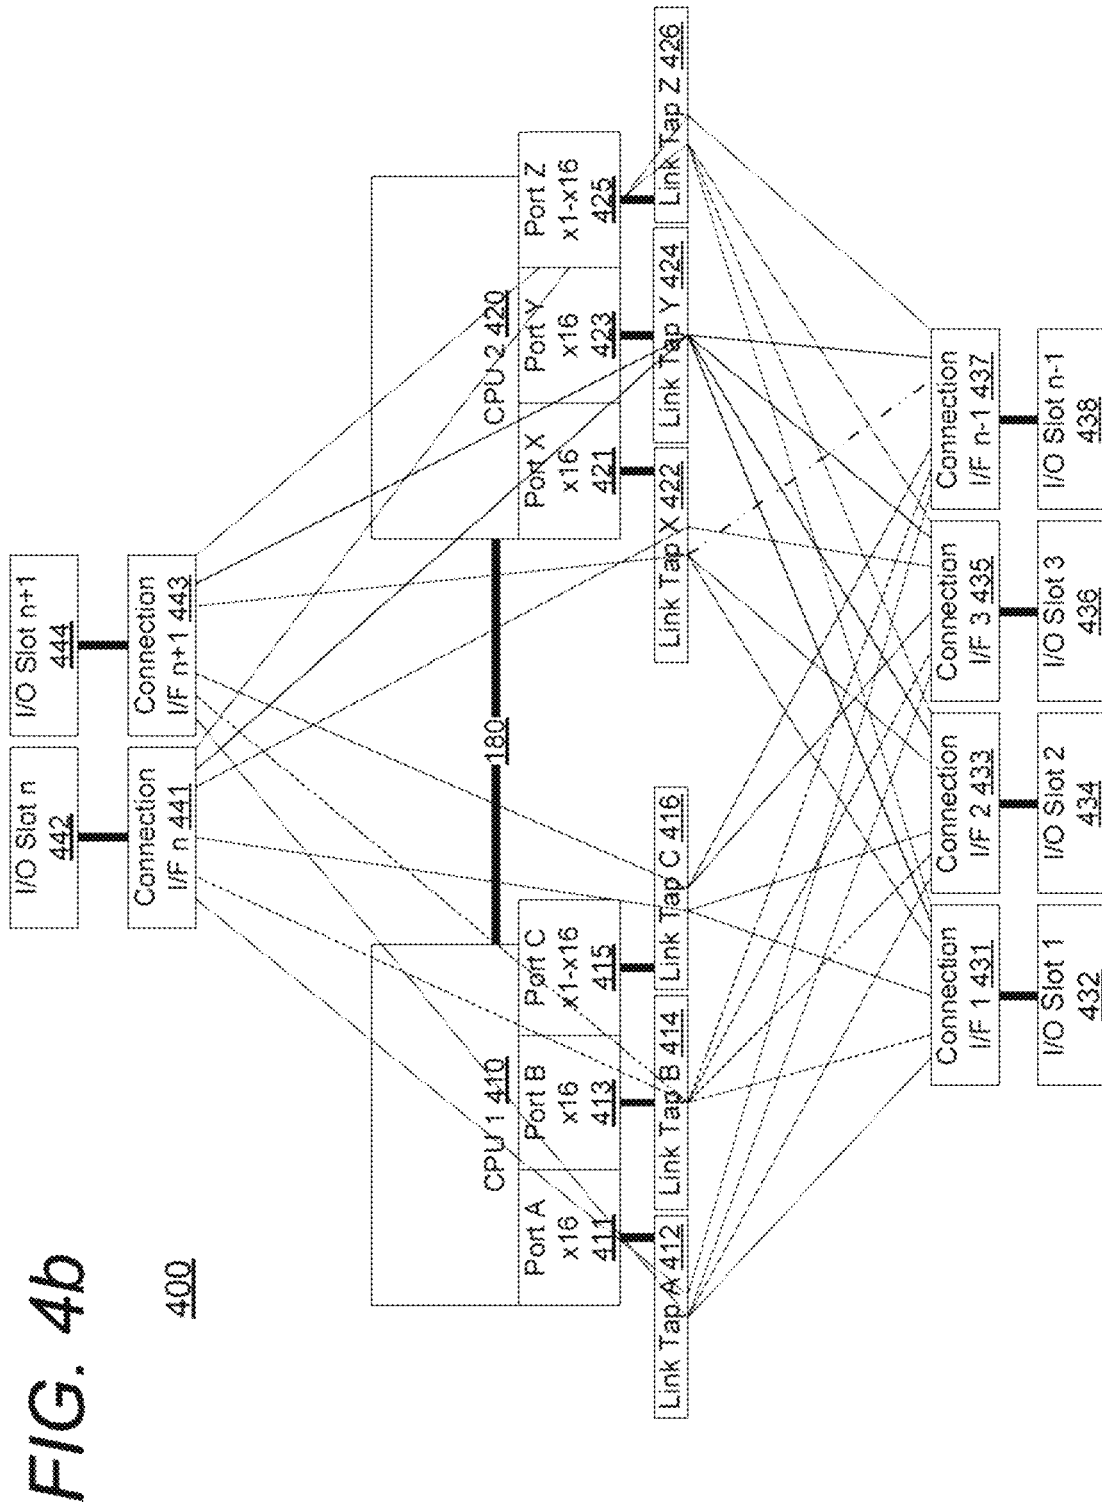 FIG. 4b
400
I/O Slot n
442
I/O Slot n+1
444
Connection
I/F n 441
Connection
I/F n+1 443
CPU 1 410
Port A
x16
411
Port B
x16
413
Port C
x1-x16
415
180
CPU 2 420
Port X
x16
421
Port Y
x16
423
Port Z
x1-x16
425
Link Tap A 412
Link Tap B 414
Link Tap C 416
Link Tap X 422
Link Tap Y 424
Link Tap Z 426
Connection
I/F 1 431
Connection
I/F 2 433
Connection
I/F 3 435
Connection
I/F n-1 437
I/O Slot 1
432
I/O Slot 2
434
I/O Slot 3
436
I/O Slot n-1
438